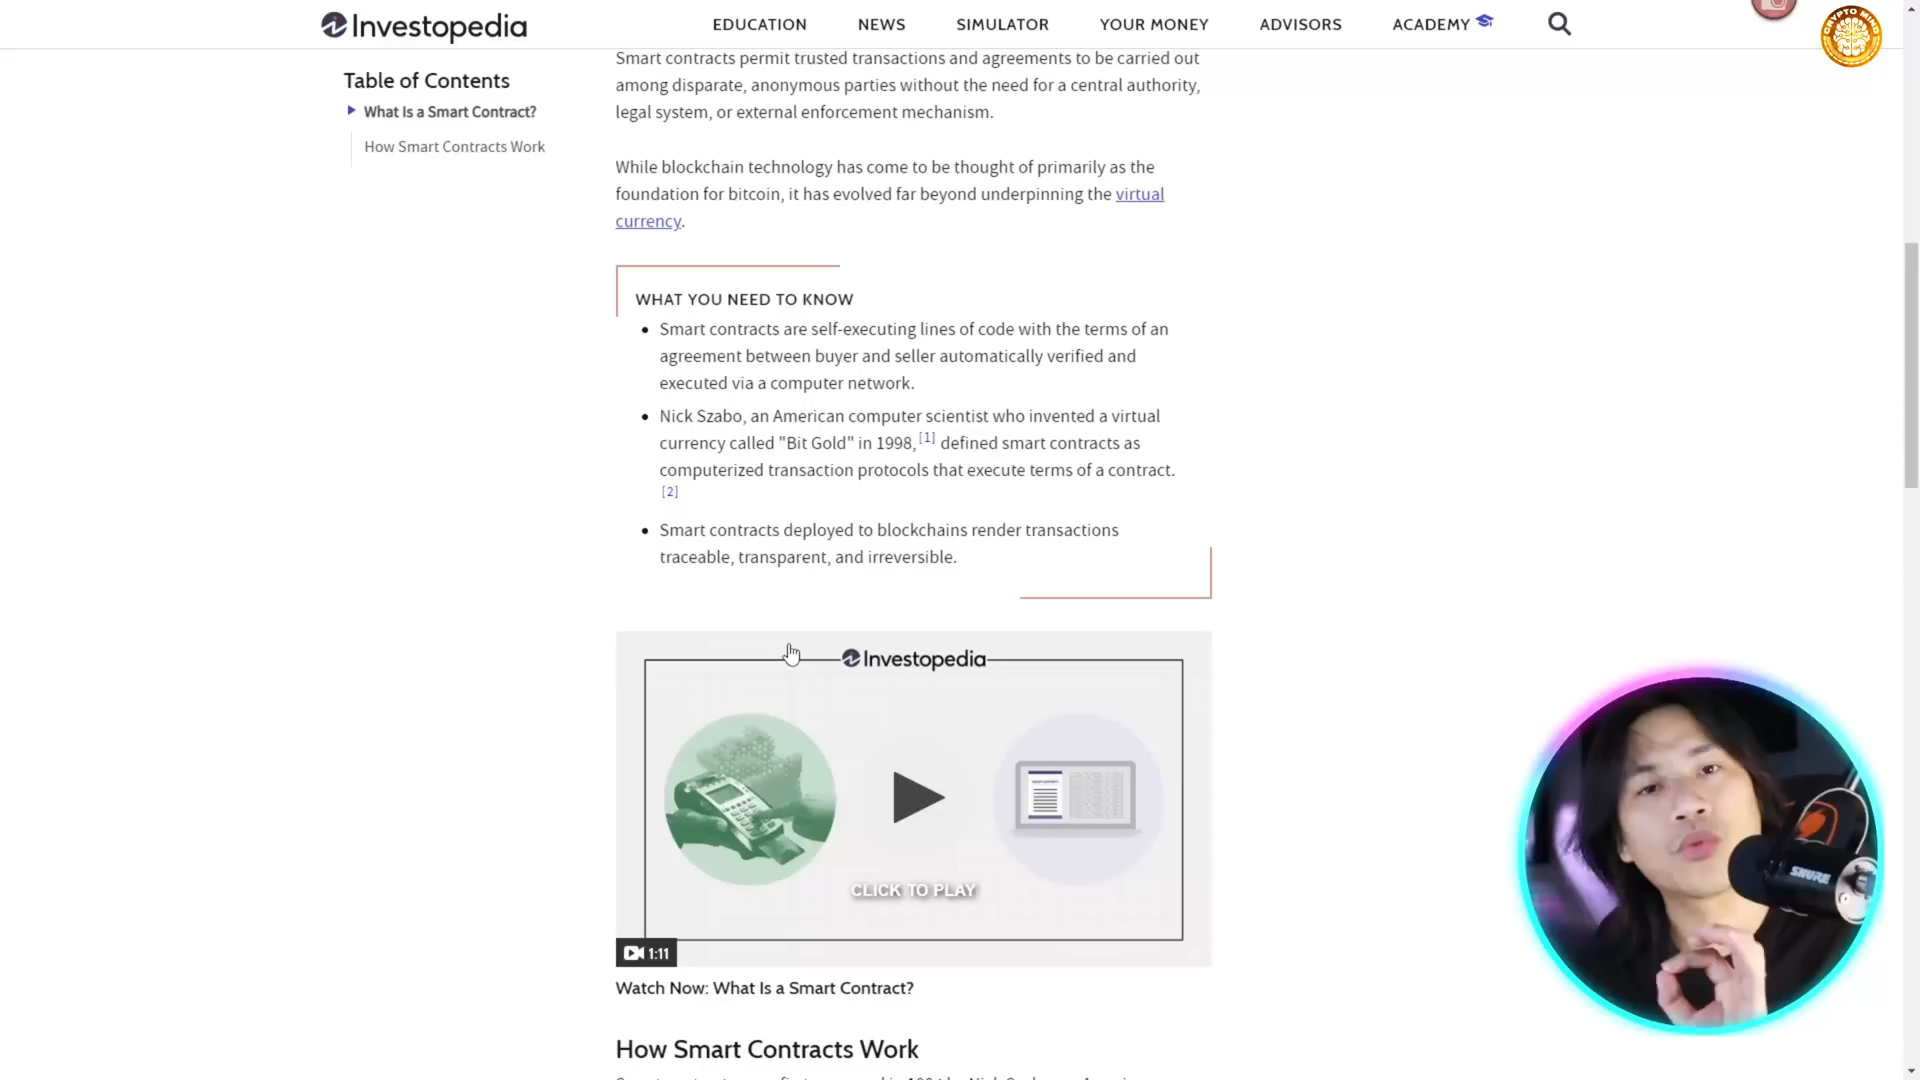 Investopedia
EDUCATION NEWS SIMULATOR YOUR MONEY ADVISORS ACADEMY
CRYPTO MIND
Table of Contents
What Is a Smart Contract?
How Smart Contracts Work
Smart contracts permit trusted transactions and agreements to be carried out
among disparate, anonymous parties without the need for a central authority,
legal system, or external enforcement mechanism.
While blockchain technology has come to be thought of primarily as the
foundation for bitcoin, it has evolved far beyond underpinning the virtual
currency.
WHAT YOU NEED TO KNOW
• Smart contracts are self-executing lines of code with the terms of an
agreement between buyer and seller automatically verified and
executed via a computer network.
• Nick Szabo, an American computer scientist who invented a virtual
currency called "Bit Gold" in 1998,[1] defined smart contracts as
computerized transaction protocols that execute terms of a contract.
[2]
• Smart contracts deployed to blockchains render transactions
traceable, transparent, and irreversible.
Investopedia
CLICK TO PLAY
1:11
Watch Now: What Is a Smart Contract?
How Smart Contracts Work
SHURE